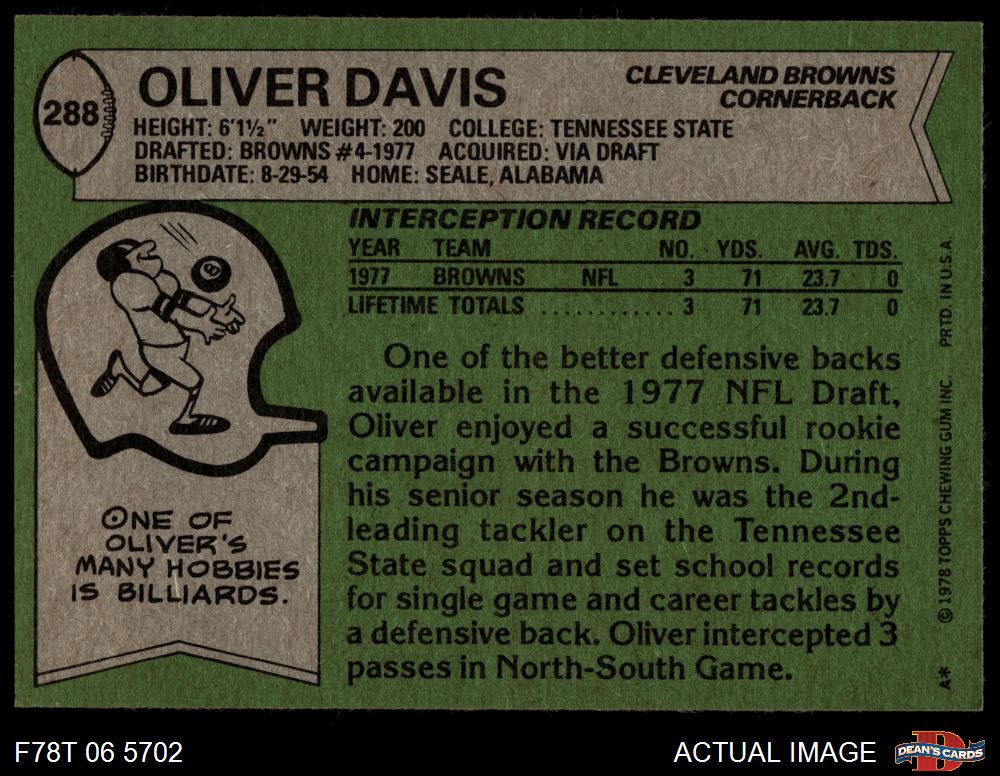 288
OLIVER DAVIS
CLEVELAND BROWNS
CORNERBACK
HEIGHT: 6'1½" WEIGHT: 200 COLLEGE: TENNESSEE STATE
DRAFTED: BROWNS #4-1977 ACQUIRED: VIA DRAFT
BIRTHDATE: 8-29-54 HOME: SEALE, ALABAMA
INTERCEPTION RECORD
YEAR TEAM NO. YDS. AVG. TDS.
1977 BROWNS NFL 3 71 23.7 0
LIFETIME TOTALS ............ 3 71 23.7 0
8
ONE OF
OLIVER'S
MANY HOBBIES
IS BILLIARDS.
One of the better defensive backs
available in the 1977 NFL Draft,
Oliver enjoyed a successful rookie
campaign with the Browns. During
his senior season he was the 2nd-
leading tackler on the Tennessee
State squad and set school records
for single game and career tackles by
a defensive back. Oliver intercepted 3
passes in North-South Game.
A* © 1978 TOPPS CHEWING GUM INC. PRTD. IN U.S.A.
F78T 06 5702
ACTUAL IMAGE
DEAN'S CARDS